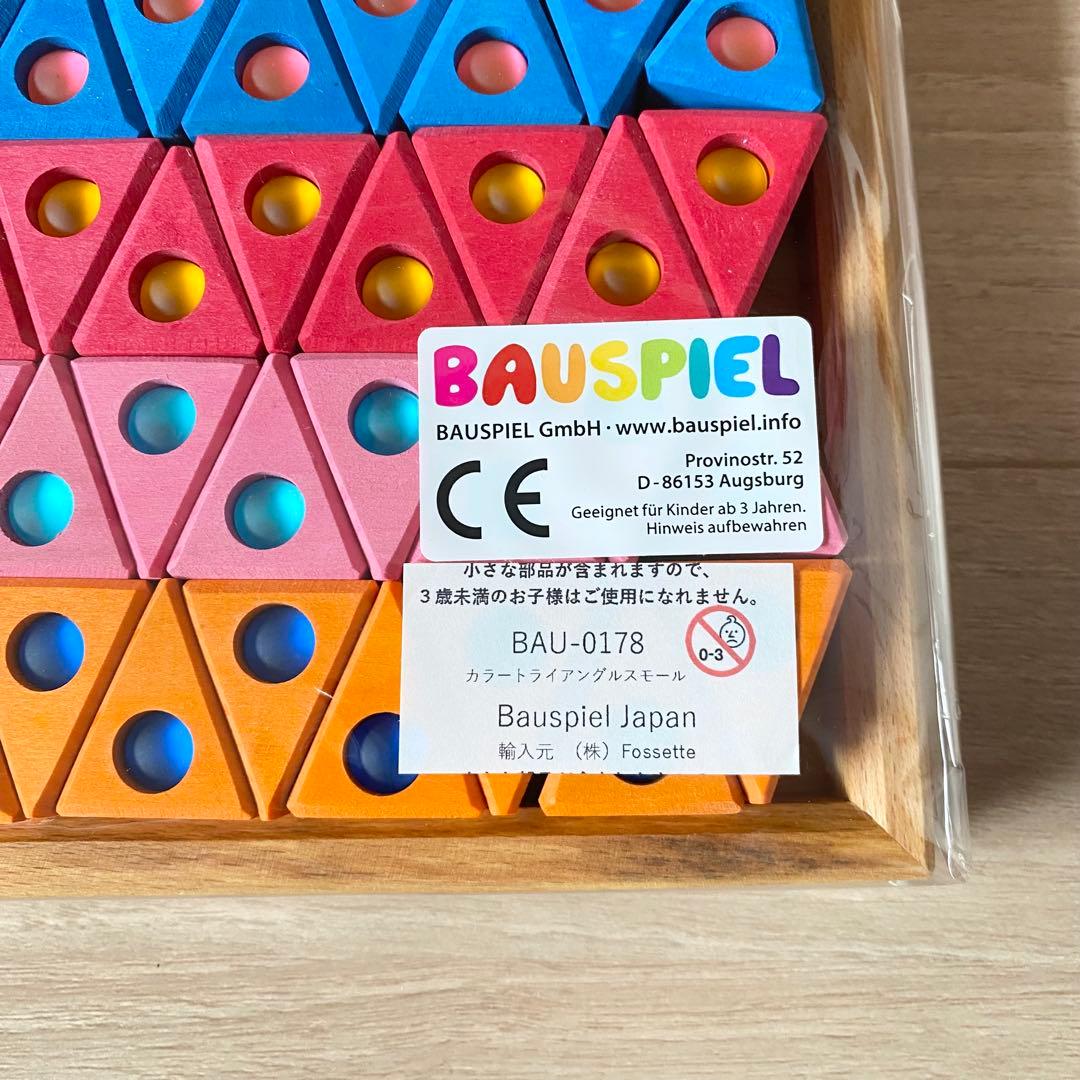 BAUSPIEL
BAUSPIEL GmbH · www.bauspiel.info
Provinostr. 52
D-86153 Augsburg
CE
Geeignet für Kinder ab 3 Jahren.
Hinweis aufbewahren
小さな部品が含まれますので、
3歳未満のお子様はご使用になれません。
BAU-0178
0-3
カラートライアングルスモール
Bauspiel Japan
輸入元 （株）Fossette